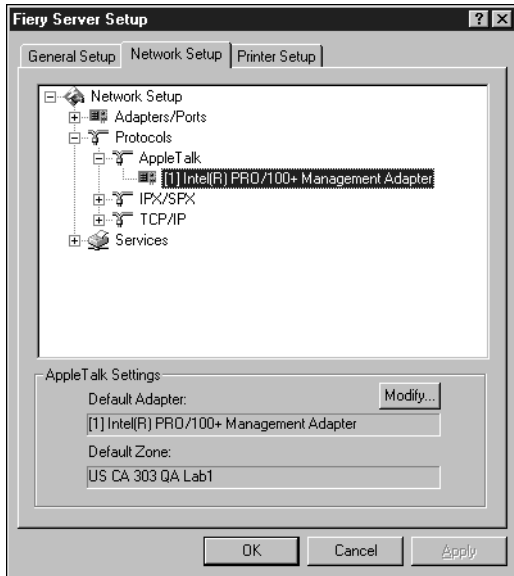 Fiery Server Setup
General Setup
Network Setup
Printer Setup
Network Setup
Adapters/Ports
Protocols
AppleTalk
[1] Intel(R) PRO/100+ Management Adapter
IPX/SPX
TCP/IP
Services
AppleTalk Settings
Default Adapter:
Modify...
[1] Intel(R) PRO/100+ Management Adapter
Default Zone:
US CA 303 QA Lab1
OK
Cancel
Apply